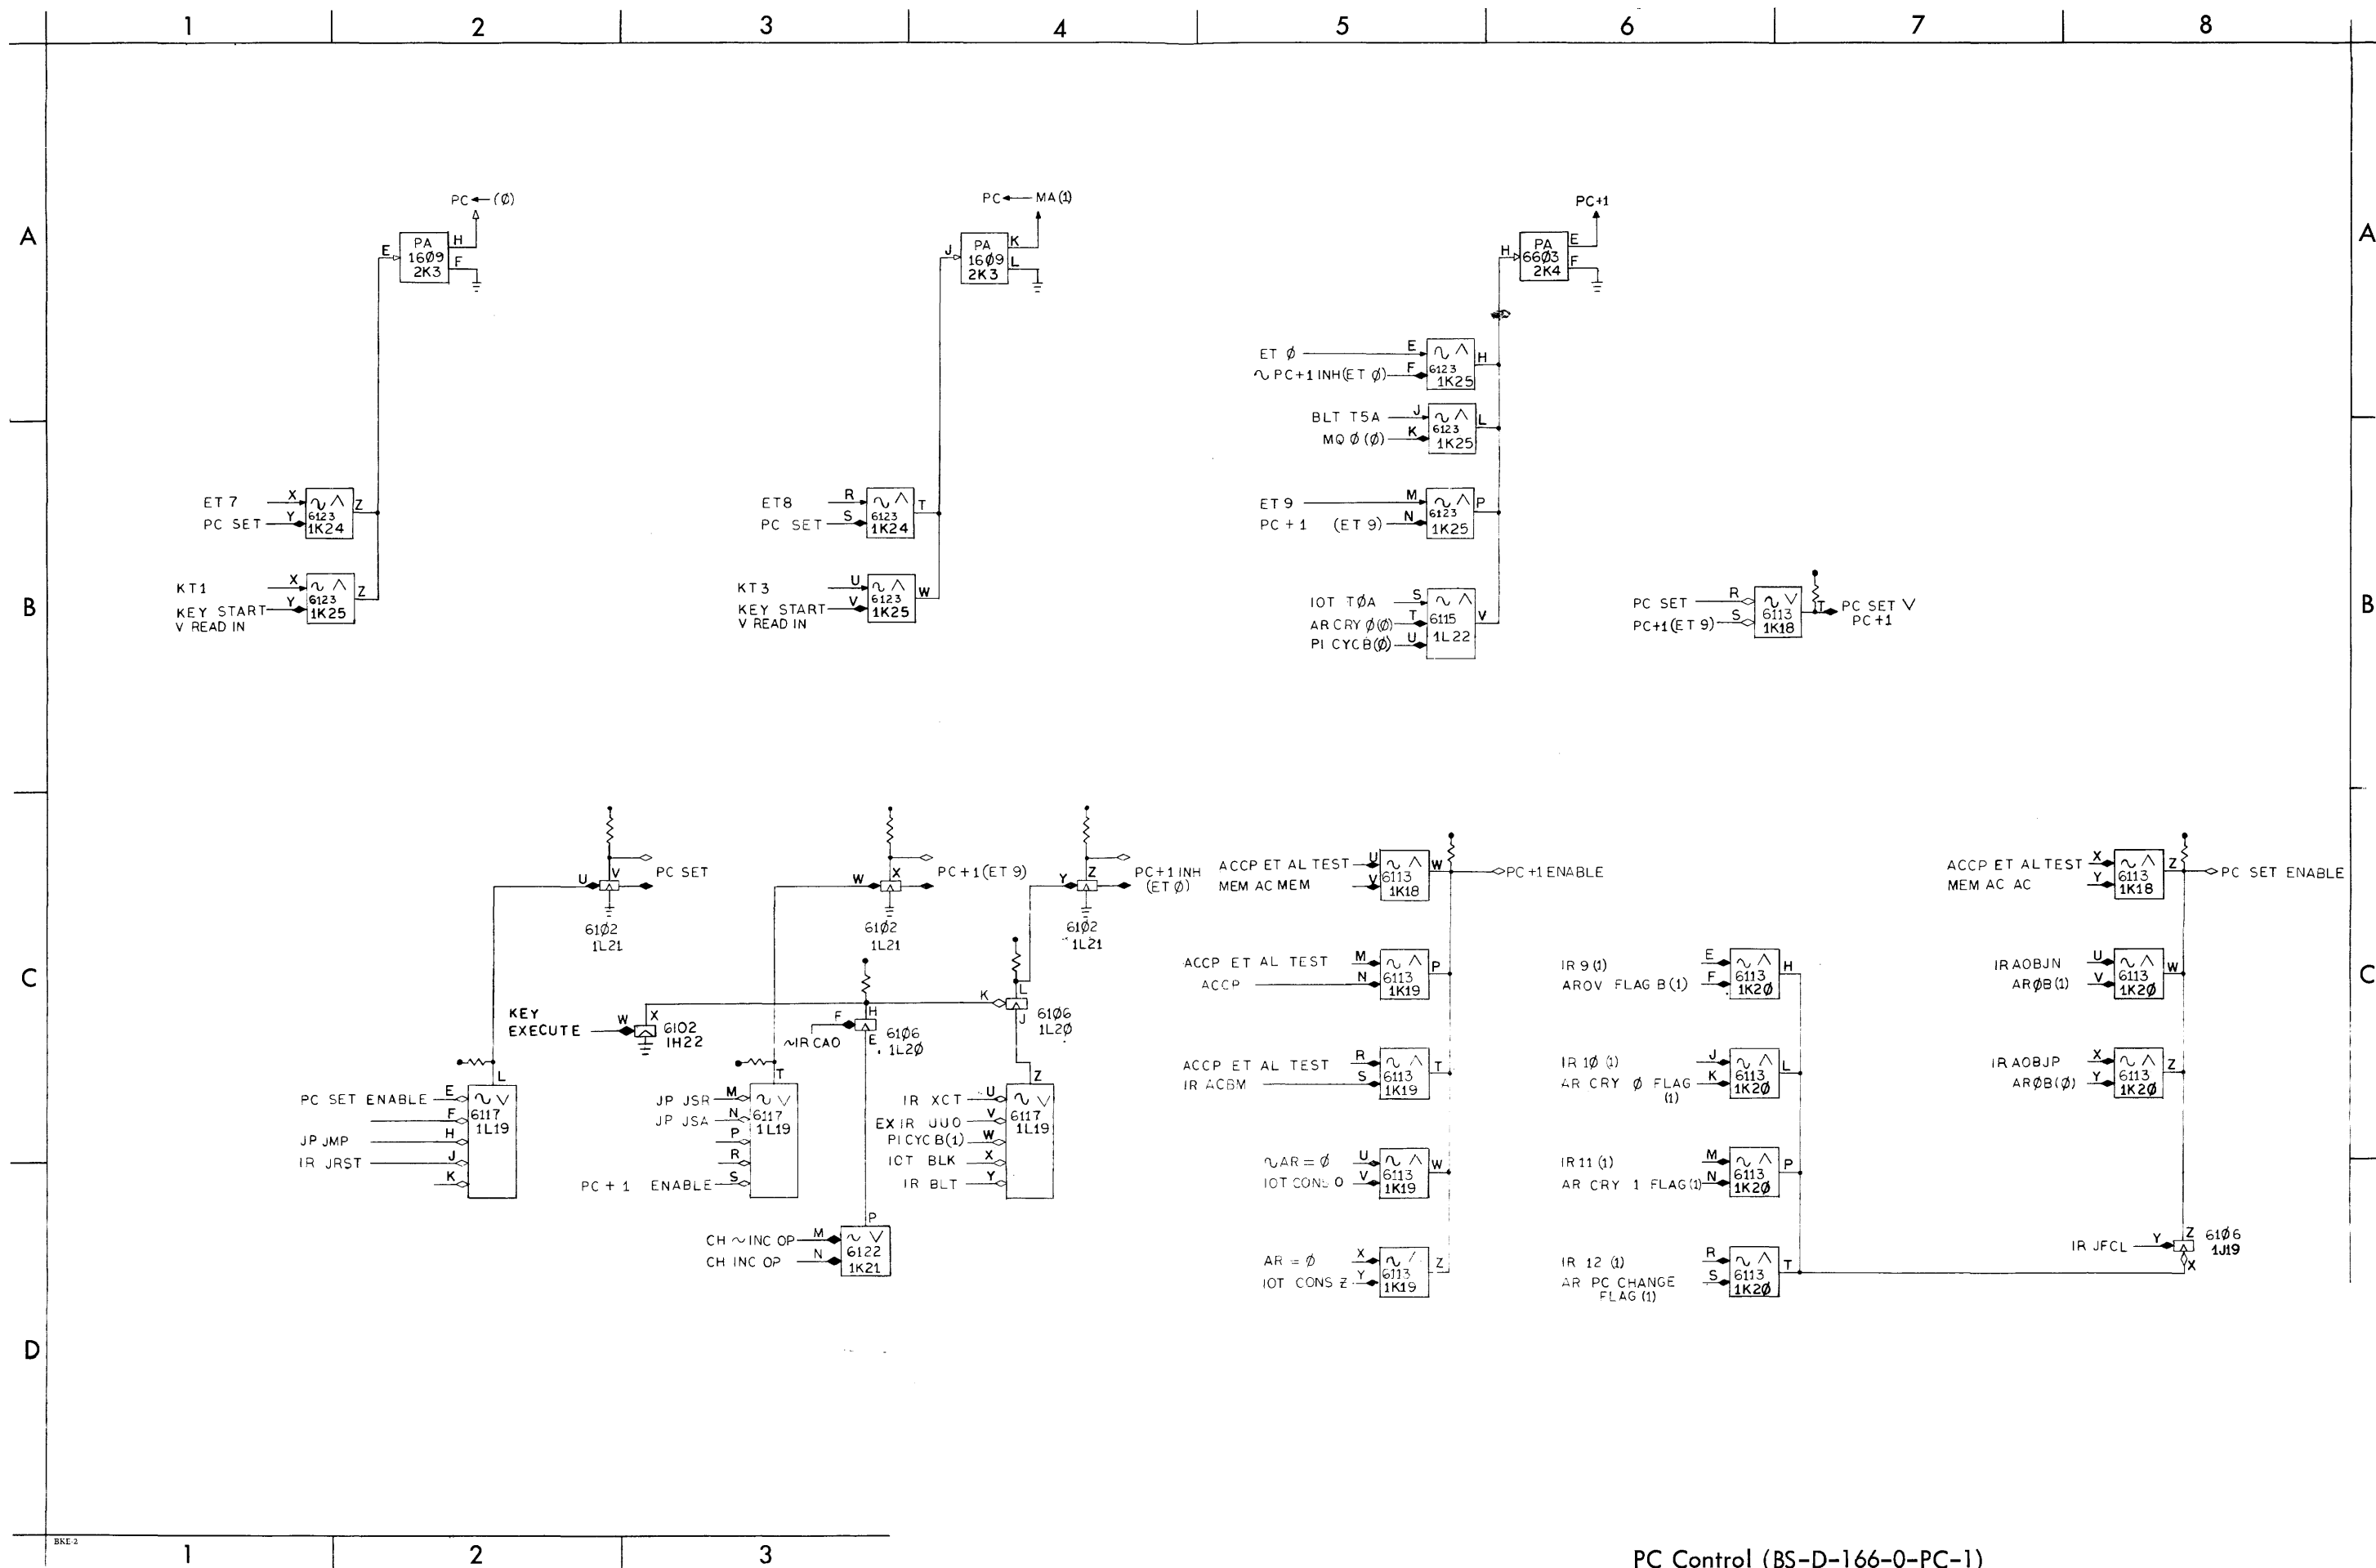 1 2 3 4 5 6 7 8
A A
PC ← (Ø)
E PA H
16Ø9 F
2K3
PC ← MA(1)
J PA K
16Ø9 L
2K3
PC+1
H PA E
66Ø3 F
2K4
ET Ø E ∿ ∧ H
∿ PC+1 INH(ET Ø) F 6123
1K25
BLT T5A J ∿ ∧ L
MQ Ø (Ø) K 6123
1K25
ET 7 X ∿ ∧ Z
PC SET Y 6123
1K24
ET8 R ∿ ∧ T
PC SET S 6123
1K24
ET 9 M ∿ ∧ P
PC + 1 (ET 9) N 6123
1K25
B B
KT1 X ∿ ∧ Z
KEY START Y 6123
V READ IN 1K25
KT3 U ∿ ∧ W
KEY START V 6123
V READ IN 1K25
IOT TØA S ∿ ∧
AR CRY Ø(Ø) T 6115 V
PI CYCB(Ø) U 1L22
PC SET R ∿ V T PC SET V
PC+1(ET 9) S 6113 PC+1
1K18
C C
U V PC SET
61Ø2
1L21
W X PC+1(ET 9)
6102
1L21
Y Z PC+1 INH
(ET Ø)
6102
1L21
ACCP ET AL TEST U ∿ ∧ W PC+1 ENABLE
MEM AC MEM V 6113
1K18
ACCP ET AL TEST X ∿ ∧ Z PC SET ENABLE
MEM AC AC Y 6113
1K18
ACCP ET AL TEST M ∿ ∧ P
ACCP N 6113
1K19
IR 9 (1) E ∿ ∧ H
AROV FLAG B(1) F 6113
1K2Ø
IR AOBJN U ∿ ∧ W
ARØB(1) V 6113
1K2Ø
KEY
EXECUTE W X 6102
1H22
∿IR CAO F H E 61Ø6
1L2Ø
K L J 61Ø6
1L2Ø
ACCP ET AL TEST R ∿ ∧ T
IR ACBM S 6113
1K19
IR 1Ø (1) J ∿ ∧ L
AR CRY Ø FLAG K 6113
(1) 1K2Ø
IR AOBJP X ∿ ∧ Z
ARØB(Ø) Y 6113
1K2Ø
L
PC SET ENABLE E ∿ V
F 6117
1L19
JP JMP H
IR JRST J
K
T
JP JSR M ∿ V
JP JSA N 6117
P 1L19
R
PC + 1 ENABLE S
Z
IR XCT U ∿ V
EX IR UUO V 6117
PI CYC B(1) W 1L19
IOT BLK X
IR BLT Y
∿AR = Ø U ∿ ∧ W
IOT CONS O V 6113
1K19
IR 11 (1) M ∿ ∧ P
AR CRY 1 FLAG(1) N 6113
1K2Ø
P
CH ∿ INC OP M ∿ V
CH INC OP N 6122
1K21
AR = Ø X ∿ Z
IOT CONS Z Y 6113
1K19
IR 12 (1) R ∿ ∧ T
AR PC CHANGE S 6113
FLAG (1) 1K2Ø
IR JFCL Y Z X 61Ø6
1J19
D
BKE-2
1 2 3
PC Control (BS-D-166-0-PC-1)